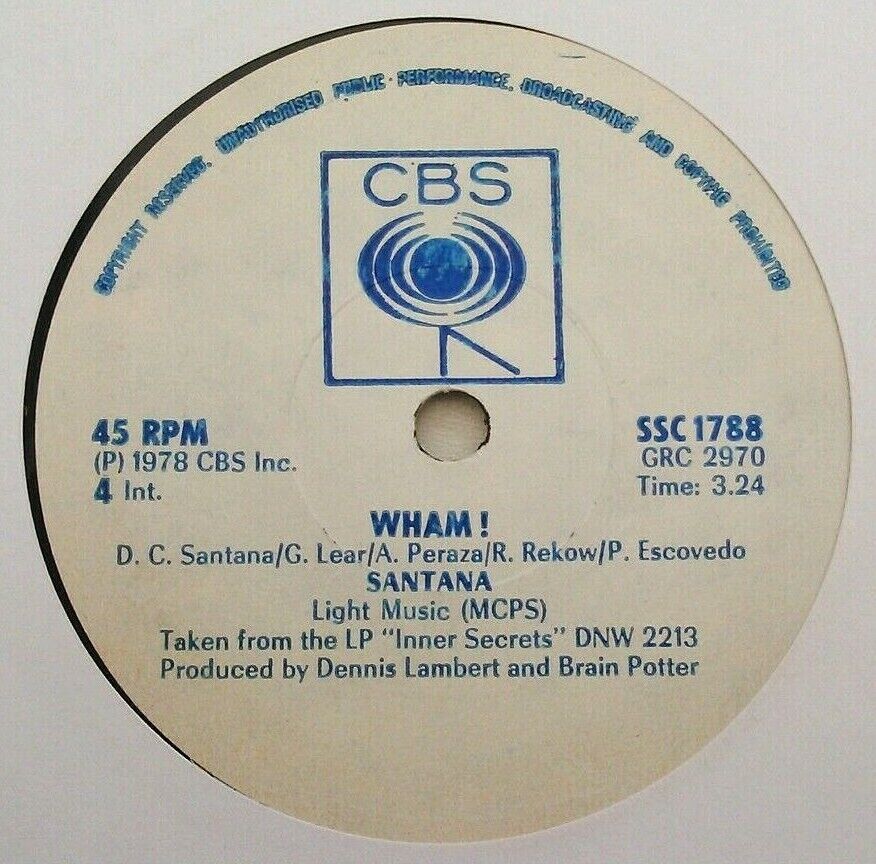 COPYRIGHT RESERVED. UNAUTHORISED PUBLIC PERFORMANCE, BROADCASTING AND COPYING PROHIBITED
CBS
45 RPM
(P) 1978 CBS Inc.
4 Int.
SSC 1788
GRC 2970
Time: 3.24
WHAM!
D. C. Santana/G. Lear/A. Peraza/R. Rekow/P. Escovedo
SANTANA
Light Music (MCPS)
Taken from the LP "Inner Secrets" DNW 2213
Produced by Dennis Lambert and Brain Potter